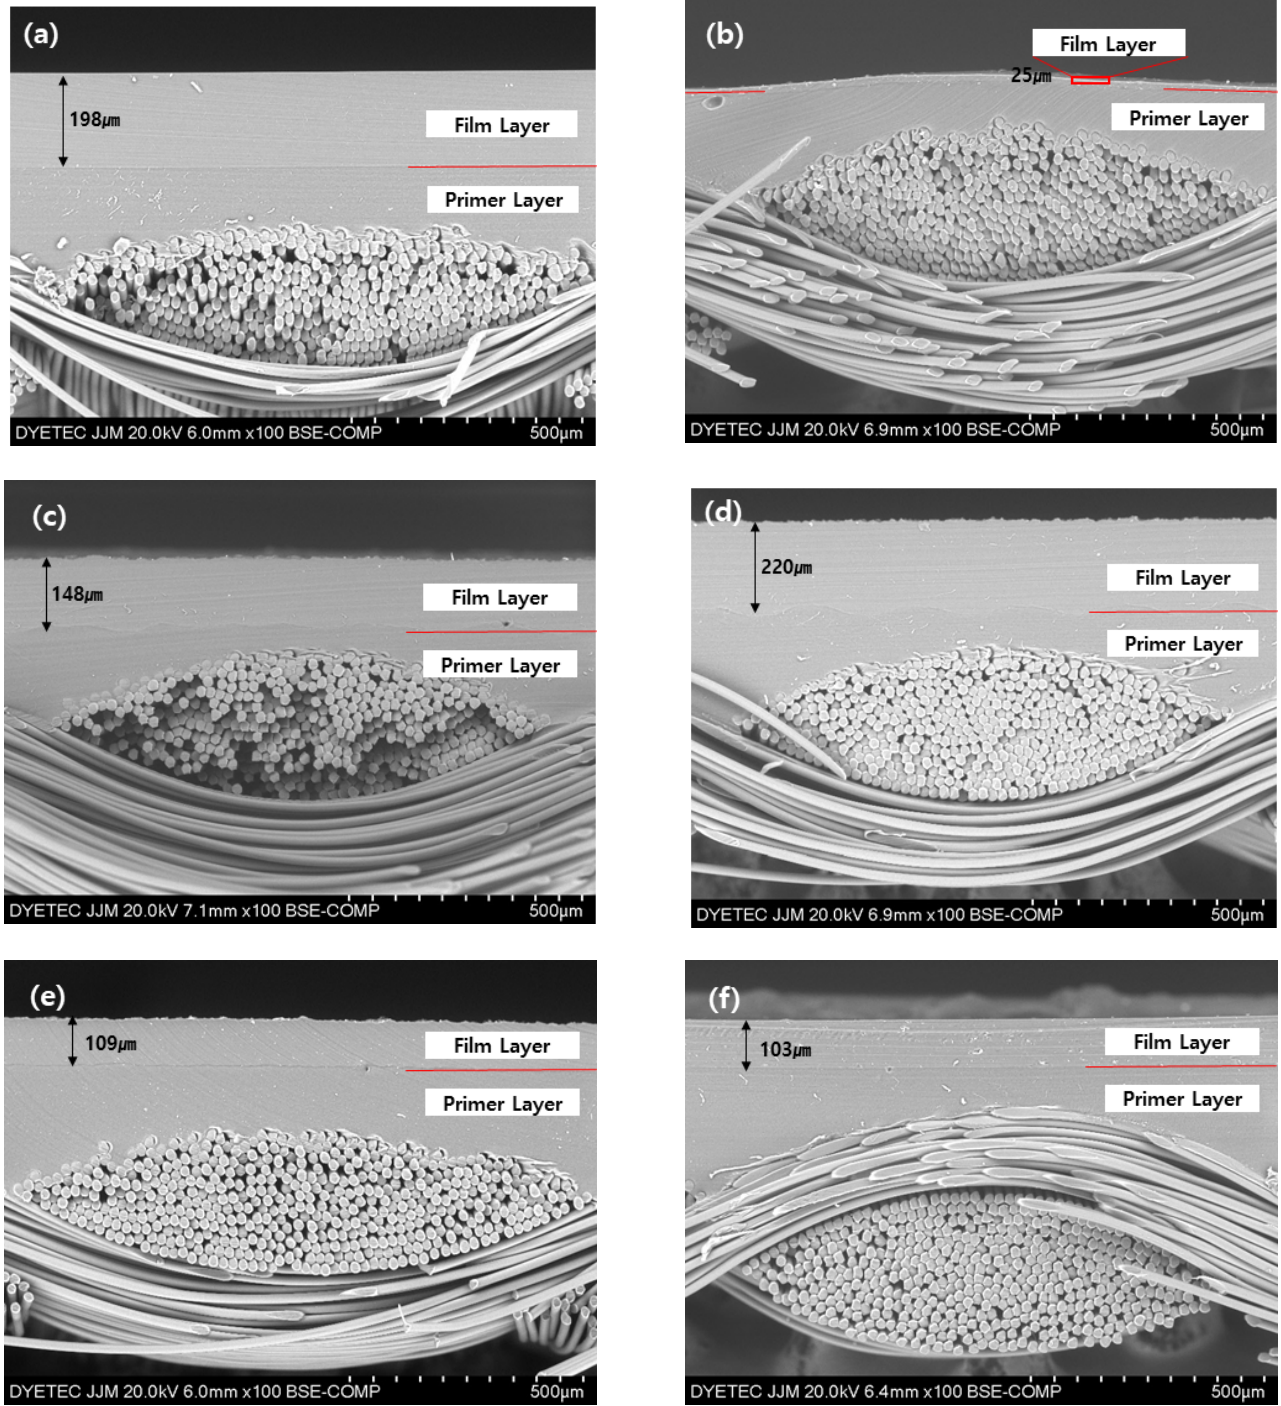 (a)
198㎛
Film Layer
Primer Layer
DYETEC JJM 20.0kV 6.0mm x100 BSE-COMP
500μm
(b)
Film Layer
25㎛
Primer Layer
DYETEC JJM 20.0kV 6.9mm x100 BSE-COMP
500μm
(c)
148㎛
Film Layer
Primer Layer
DYETEC JJM 20.0kV 7.1mm x100 BSE-COMP
500μm
(d)
220㎛
Film Layer
Primer Layer
DYETEC JJM 20.0kV 6.9mm x100 BSE-COMP
500μm
(e)
109㎛
Film Layer
Primer Layer
DYETEC JJM 20.0kV 6.0mm x100 BSE-COMP
500μm
(f)
103㎛
Film Layer
Primer Layer
DYETEC JJM 20.0kV 6.4mm x100 BSE-COMP
500μm